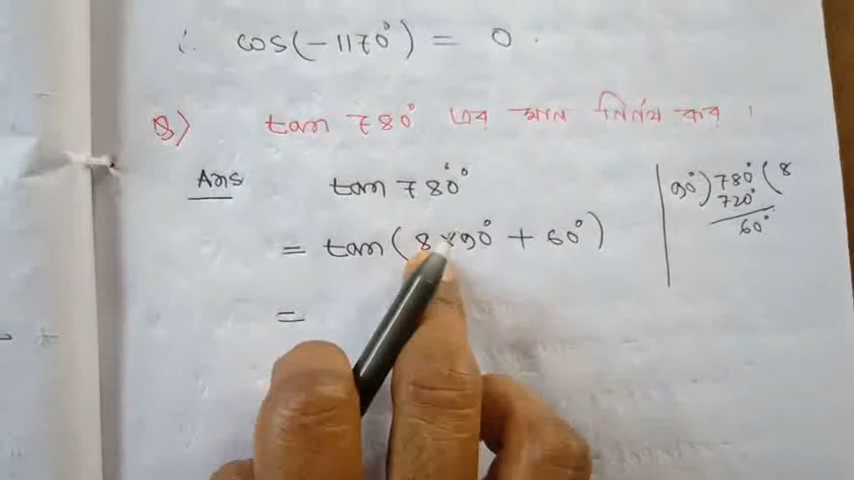 ∴ cos(-1170°) = 0.
Q) tan 780° এর মান নির্ণয় কর ।
Ans tan 780°
= tan(8×90° + 60°)
=
90°)780°(8
720°
60°